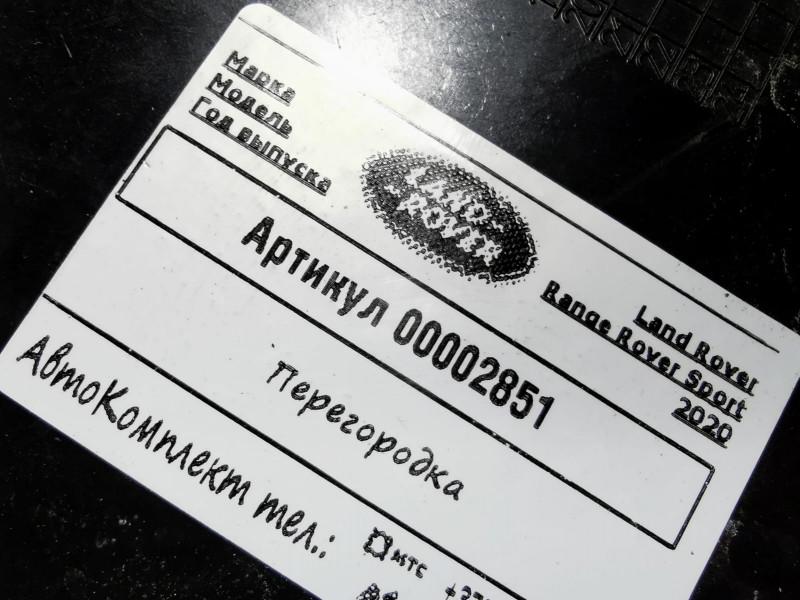 Марка
Модель
Год выпуска
LAND-
ROVER
Land Rover
Range Rover Sport
2020
Артикул 00002851
Перегородка
АвтоКомплект тел.:
МТС